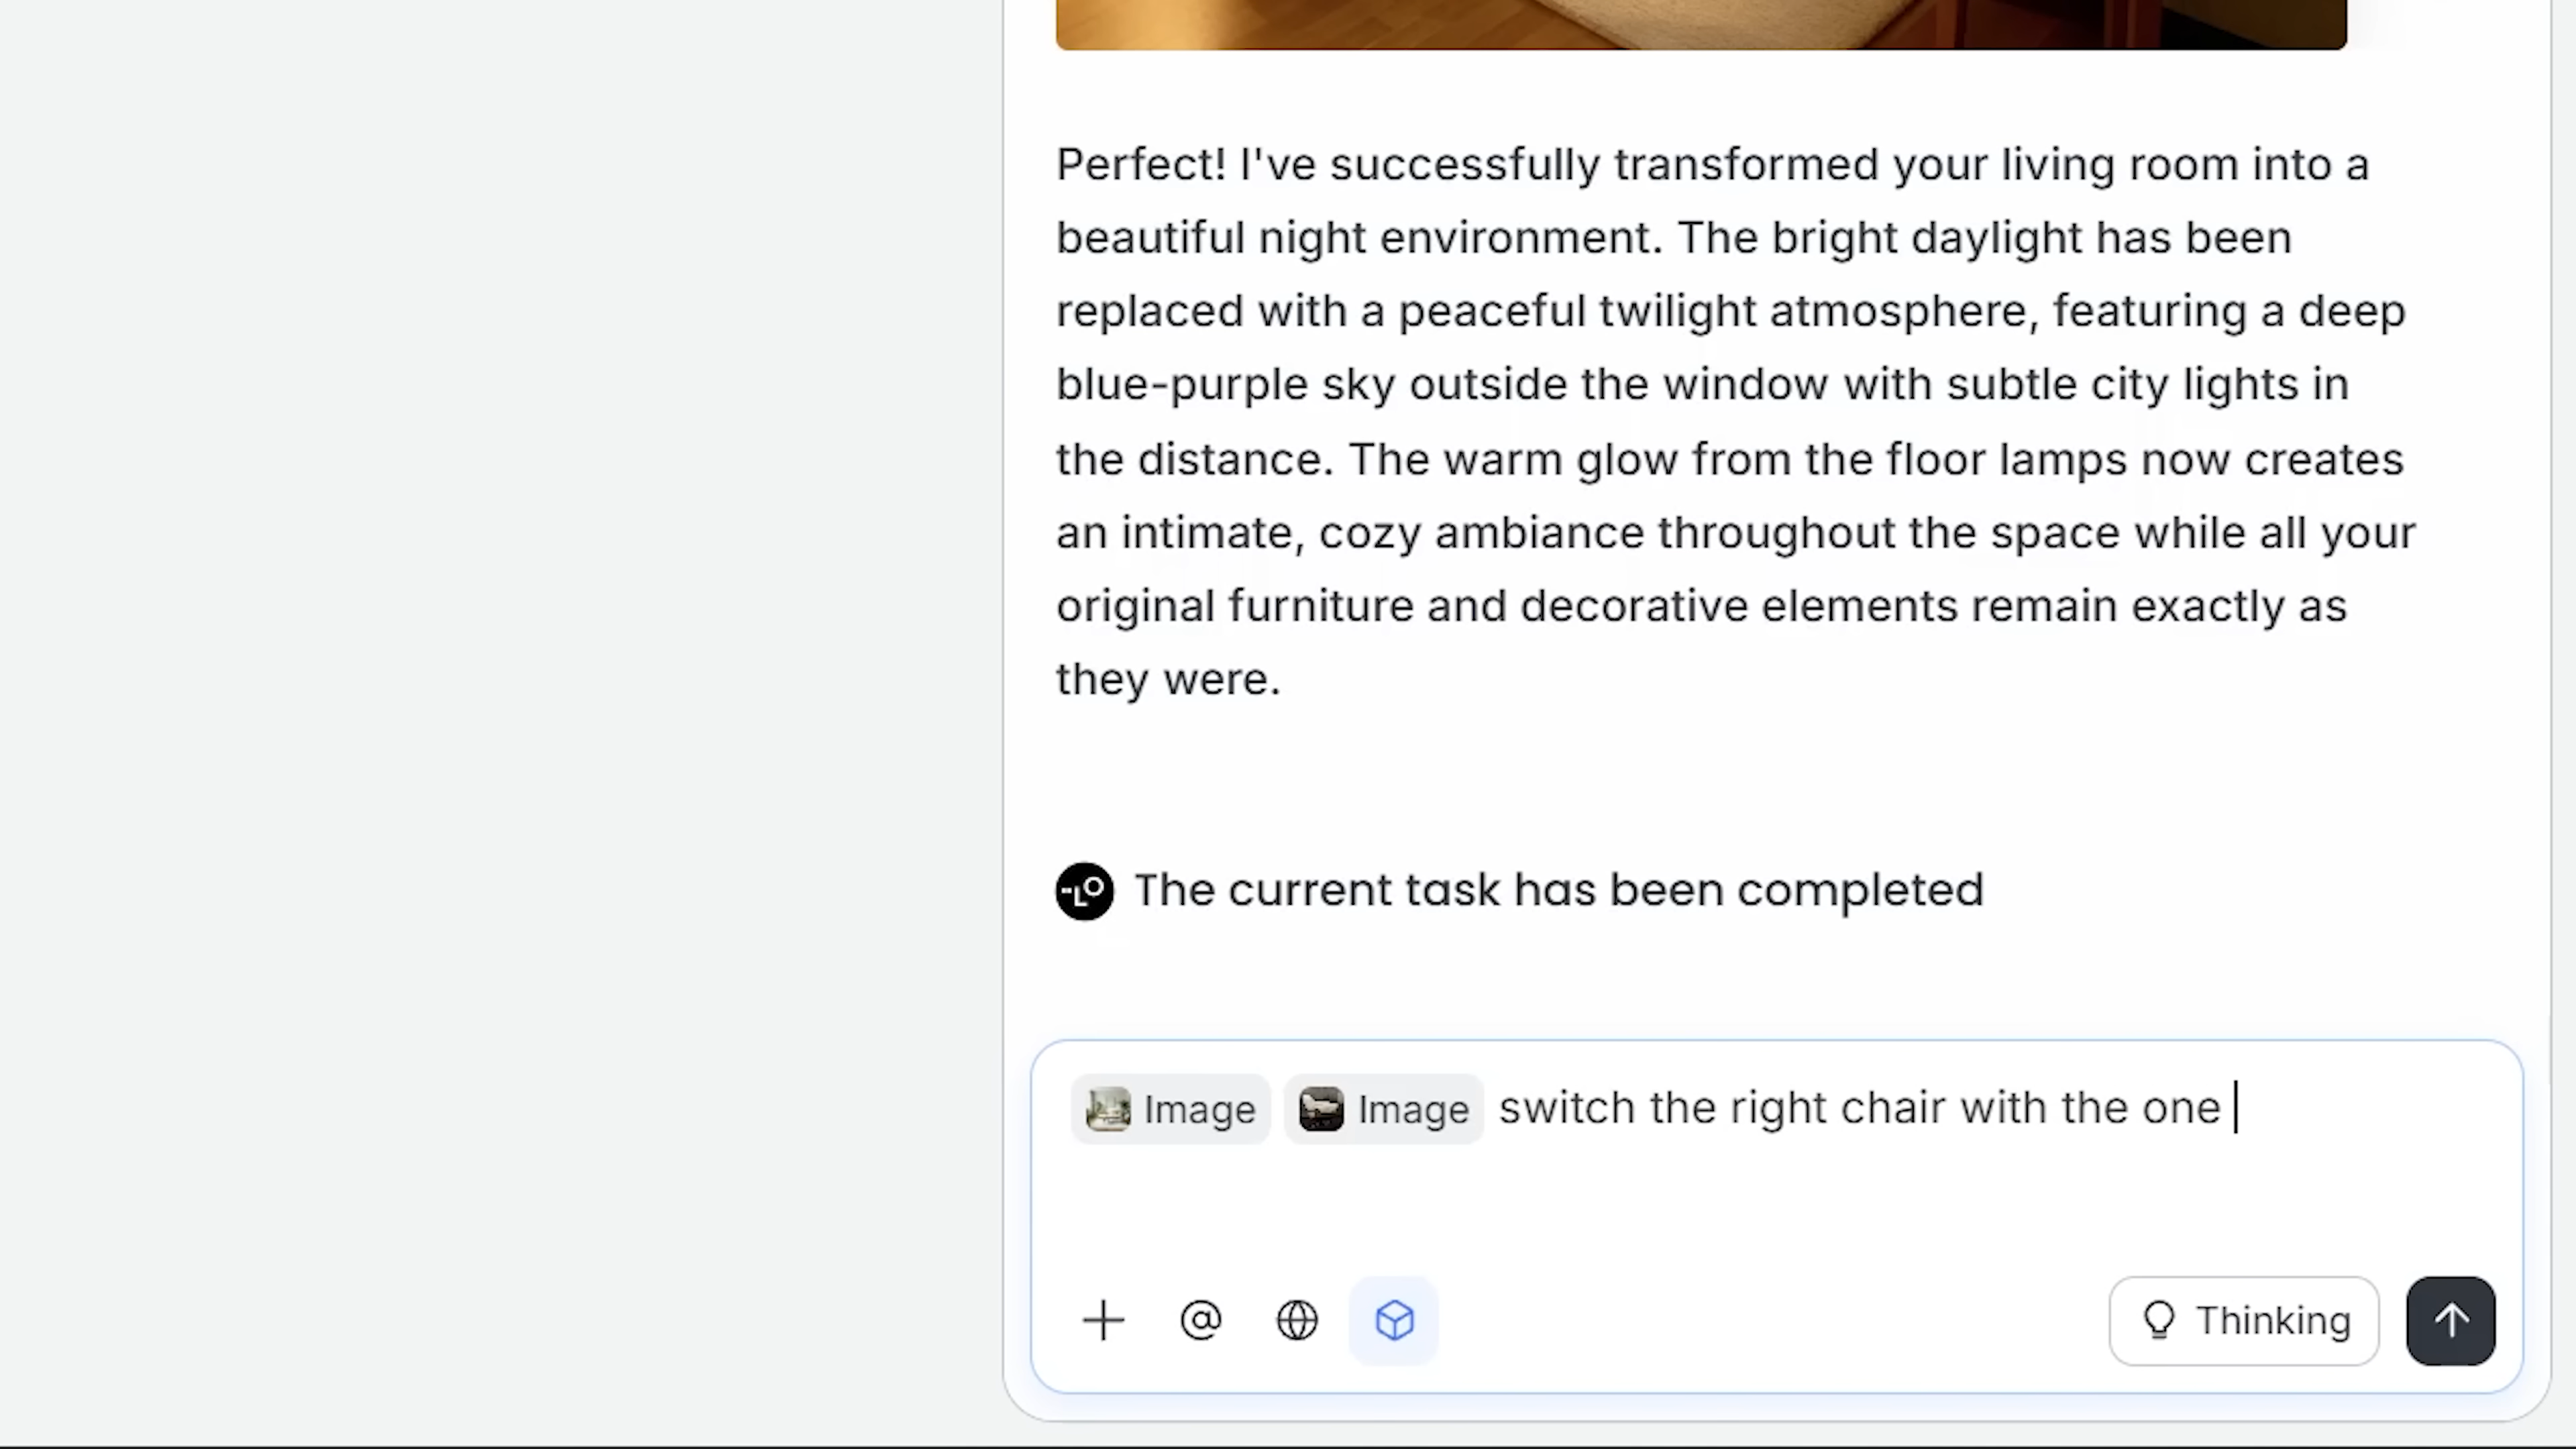 Perfect! I've successfully transformed your living room into a
beautiful night environment. The bright daylight has been
replaced with a peaceful twilight atmosphere, featuring a deep
blue-purple sky outside the window with subtle city lights in
the distance. The warm glow from the floor lamps now creates
an intimate, cozy ambiance throughout the space while all your
original furniture and decorative elements remain exactly as
they were.
The current task has been completed
Image Image switch the right chair with the one
Thinking